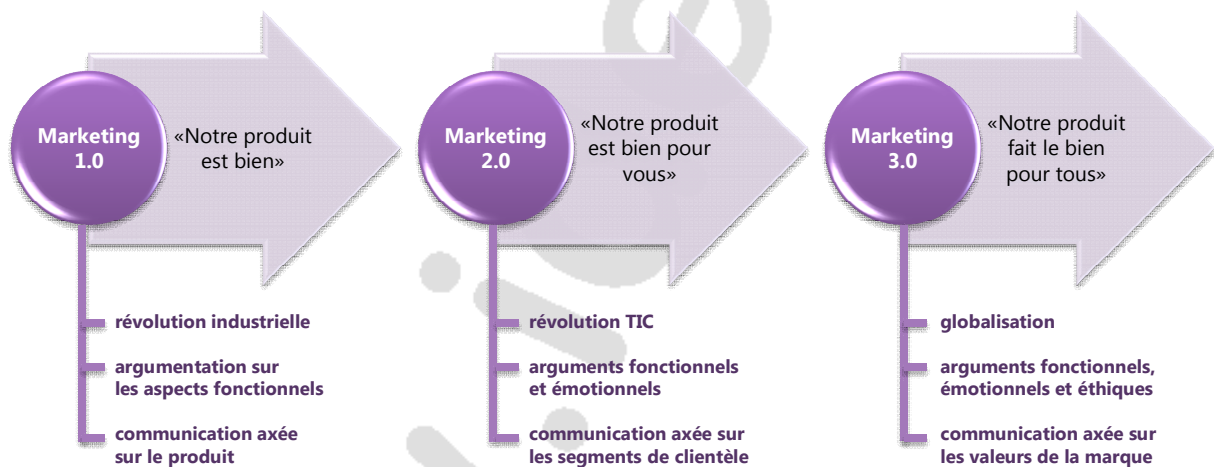 Marketing
1.0
«Notre produit
est bien»
révolution industrielle
argumentation sur
les aspects fonctionnels
communication axée
sur le produit
Marketing
2.0
«Notre produit
est bien pour
vous»
révolution TIC
arguments fonctionnels
et émotionnels
communication axée sur
les segments de clientèle
Marketing
3.0
«Notre produit
fait le bien
pour tous»
globalisation
arguments fonctionnels,
émotionnels et éthiques
communication axée sur
les valeurs de la marque